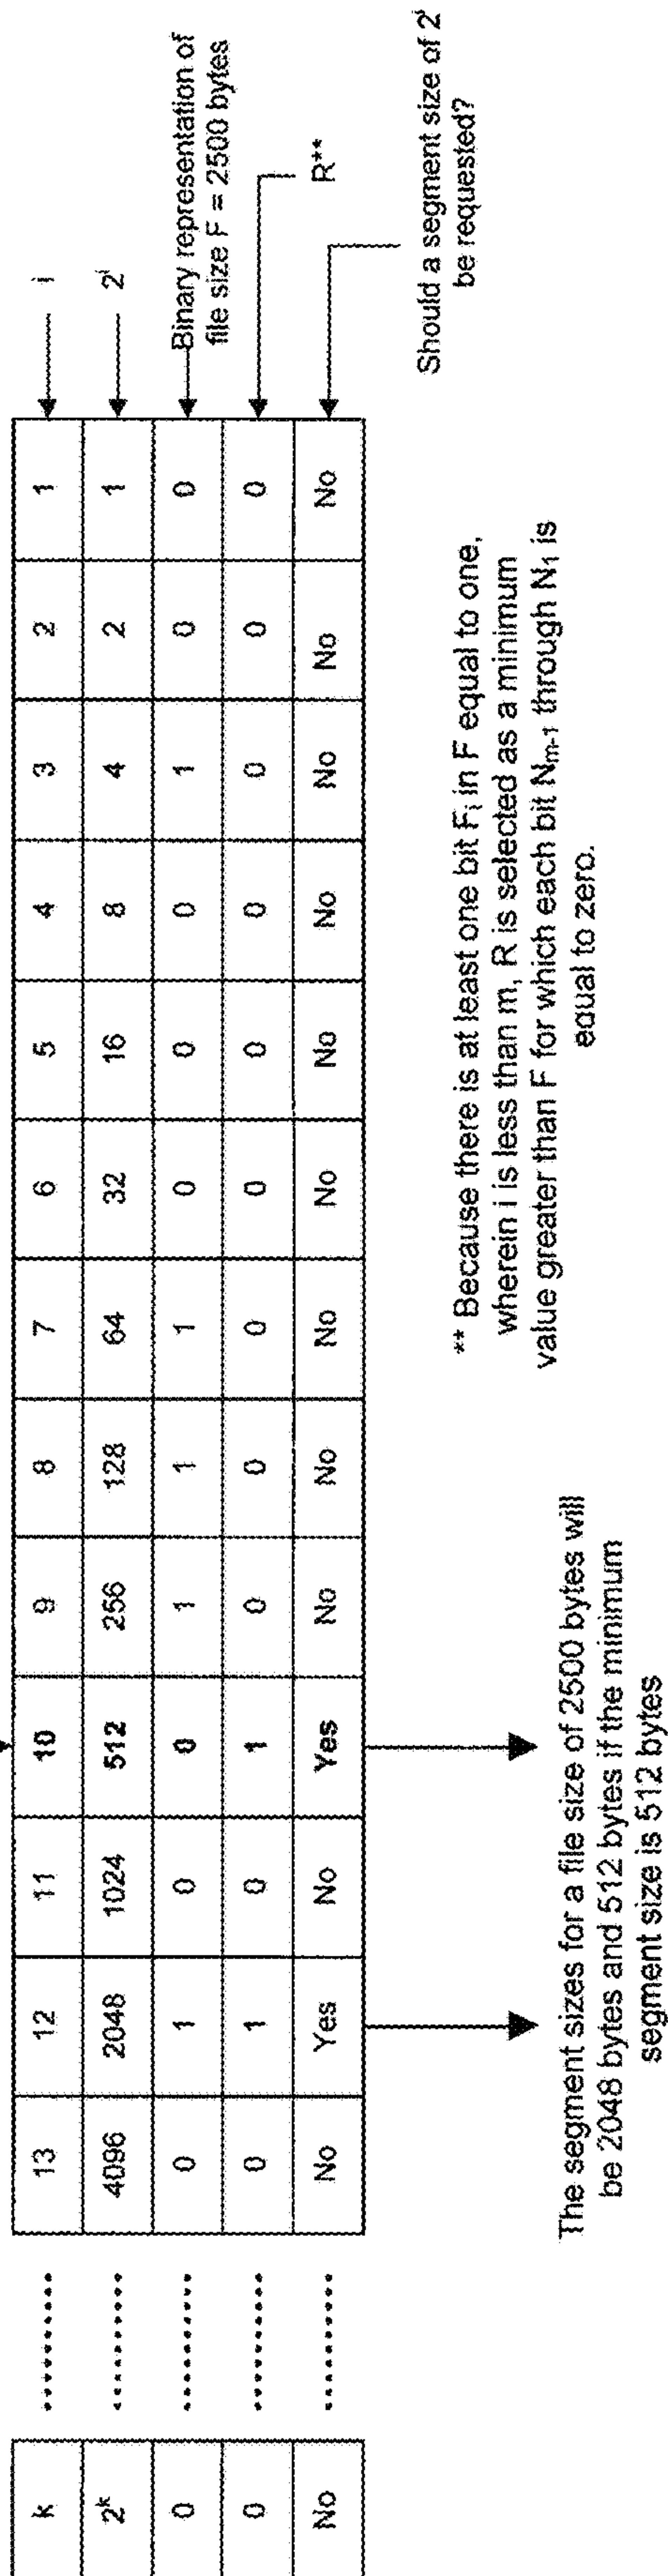 k .......... 13 12 11 10 9 8 7 6 5 4 3 2 1 i
2^k .......... 4096 2048 1024 512 256 128 64 32 16 8 4 2 1 2^i
0 .......... 0 1 0 0 1 1 1 0 0 0 1 0 0
Binary representation of
file size F = 2500 bytes
0 .......... 0 1 0 1 0 0 0 0 0 0 0 0 0 R**
No .......... No Yes No Yes No No No No No No No No No
Should a segment size of 2^i
be requested?
The segment sizes for a file size of 2500 bytes will
be 2048 bytes and 512 bytes if the minimum
segment size is 512 bytes
** Because there is at least one bit F_i in F equal to one,
wherein i is less than m, R is selected as a minimum
value greater than F for which each bit N_m-1 through N_1 is
equal to zero.